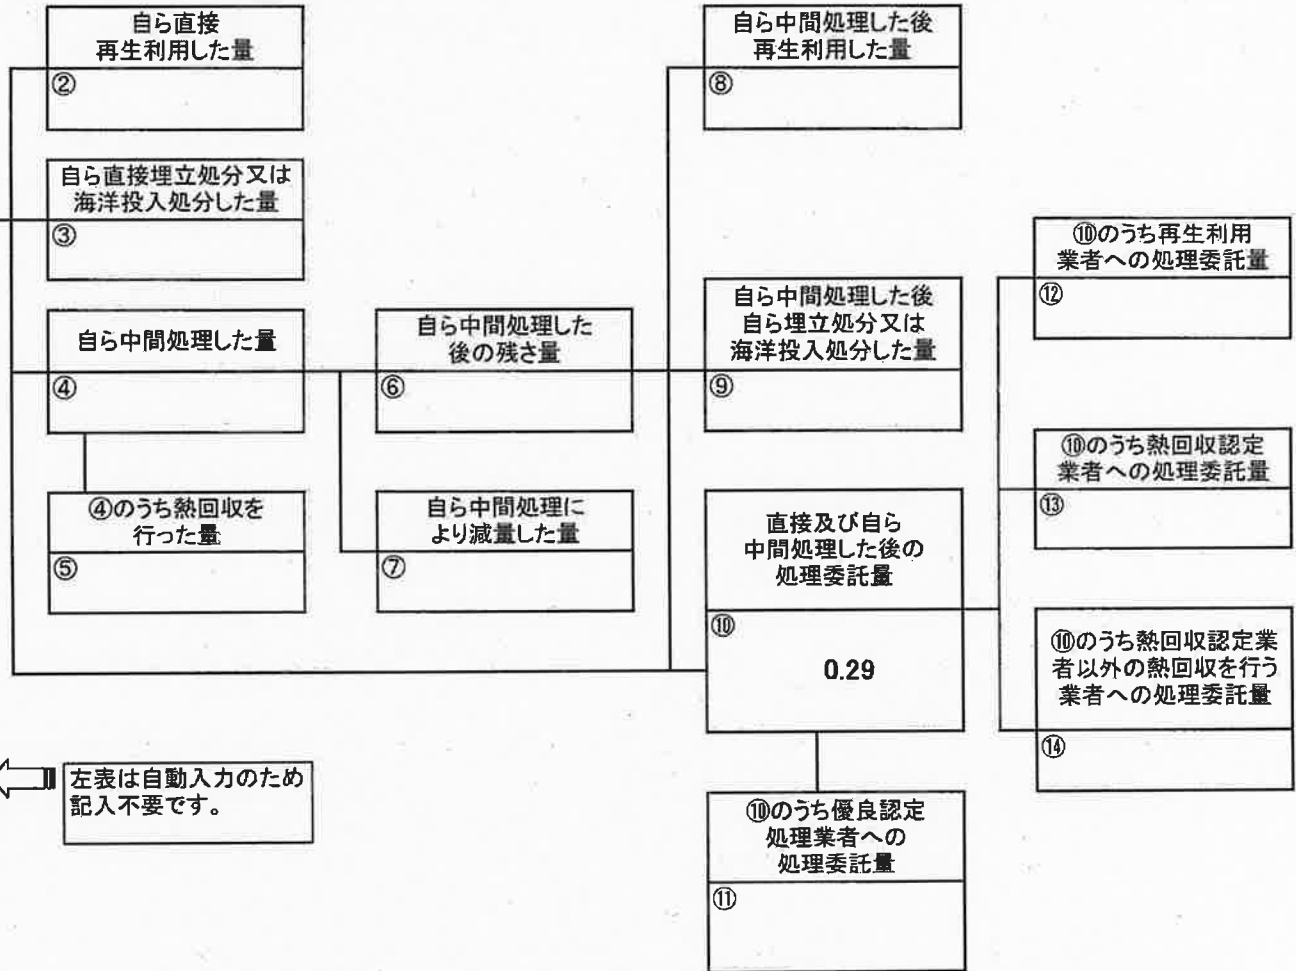 自ら直接
再生利用した量
②
自ら直接埋立処分又は
海洋投入処分した量
③
自ら中間処理した量
④
④のうち熱回収を
行った量
⑤
自ら中間処理した
後の残さ量
⑥
自ら中間処理に
より減量した量
⑦
自ら中間処理した後
再生利用した量
⑧
自ら中間処理した後
自ら埋立処分又は
海洋投入処分した量
⑨
直接及び自ら
中間処理した後の
処理委託量
⑩
0.29
⑩のうち優良認定
処理業者への
処理委託量
⑪
⑩のうち再生利用
業者への処理委託量
⑫
⑩のうち熱回収認定
業者への処理委託量
⑬
⑩のうち熱回収認定業
者以外の熱回収を行う
業者への処理委託量
⑭
左表は自動入力のため
記入不要です。